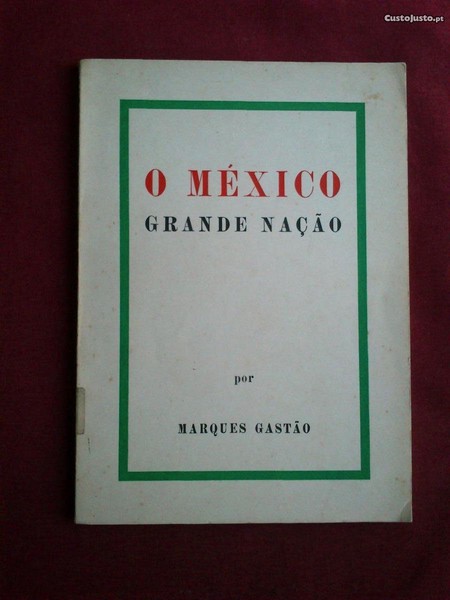 CustoJusto.pt
O MÉXICO
GRANDE NAÇÃO
por
MARQUES GASTÃO